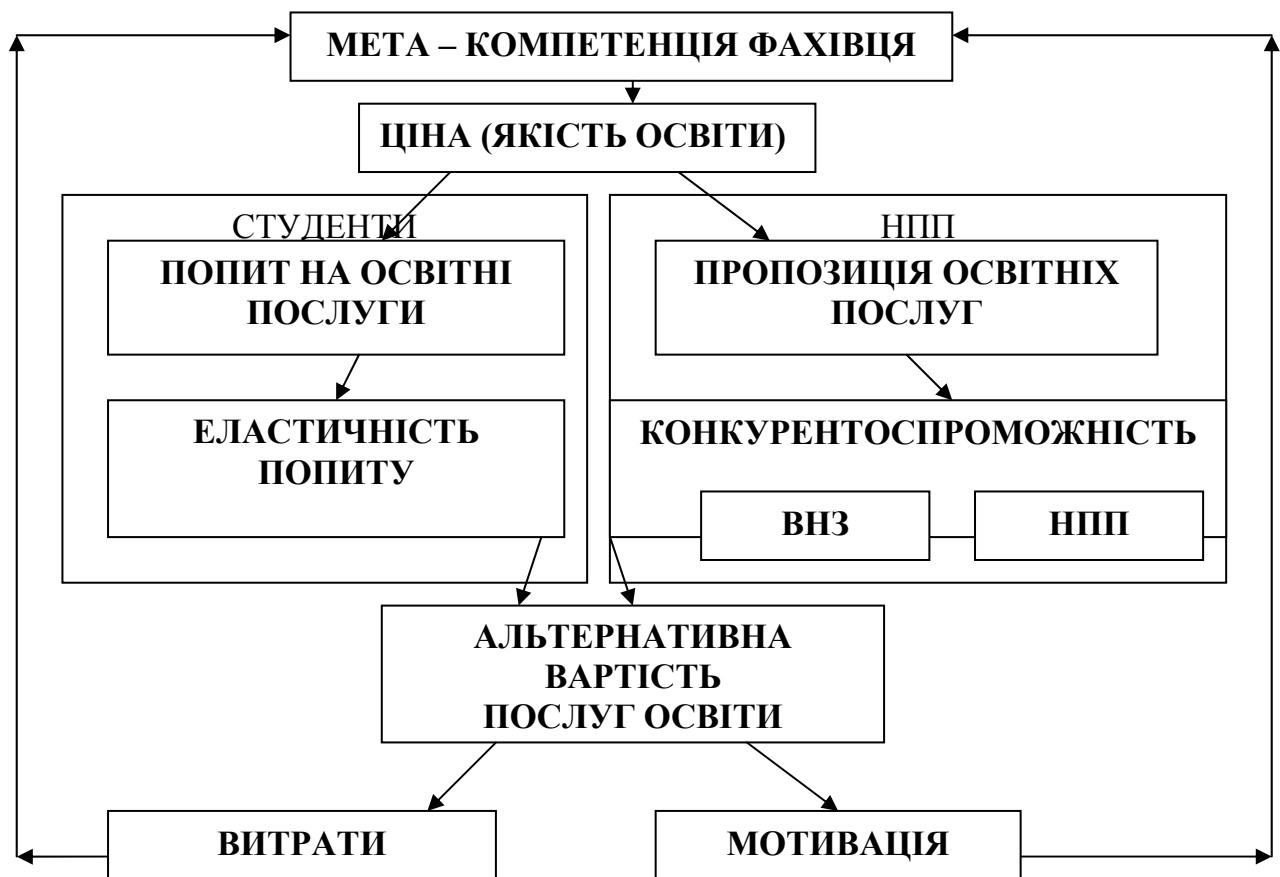 МЕТА – КОМПЕТЕНЦІЯ ФАХІВЦЯ
ЦІНА (ЯКІСТЬ ОСВІТИ)
СТУДЕНТИ
ПОПИТ НА ОСВІТНІ
ПОСЛУГИ
ЕЛАСТИЧНІСТЬ
ПОПИТУ
НПП
ПРОПОЗИЦІЯ ОСВІТНІХ
ПОСЛУГ
КОНКУРЕНТОСПРОМОЖНІСТЬ
ВНЗ
НПП
АЛЬТЕРНАТИВНА
ВАРТІСТЬ
ПОСЛУГ ОСВІТИ
ВИТРАТИ
МОТИВАЦІЯ